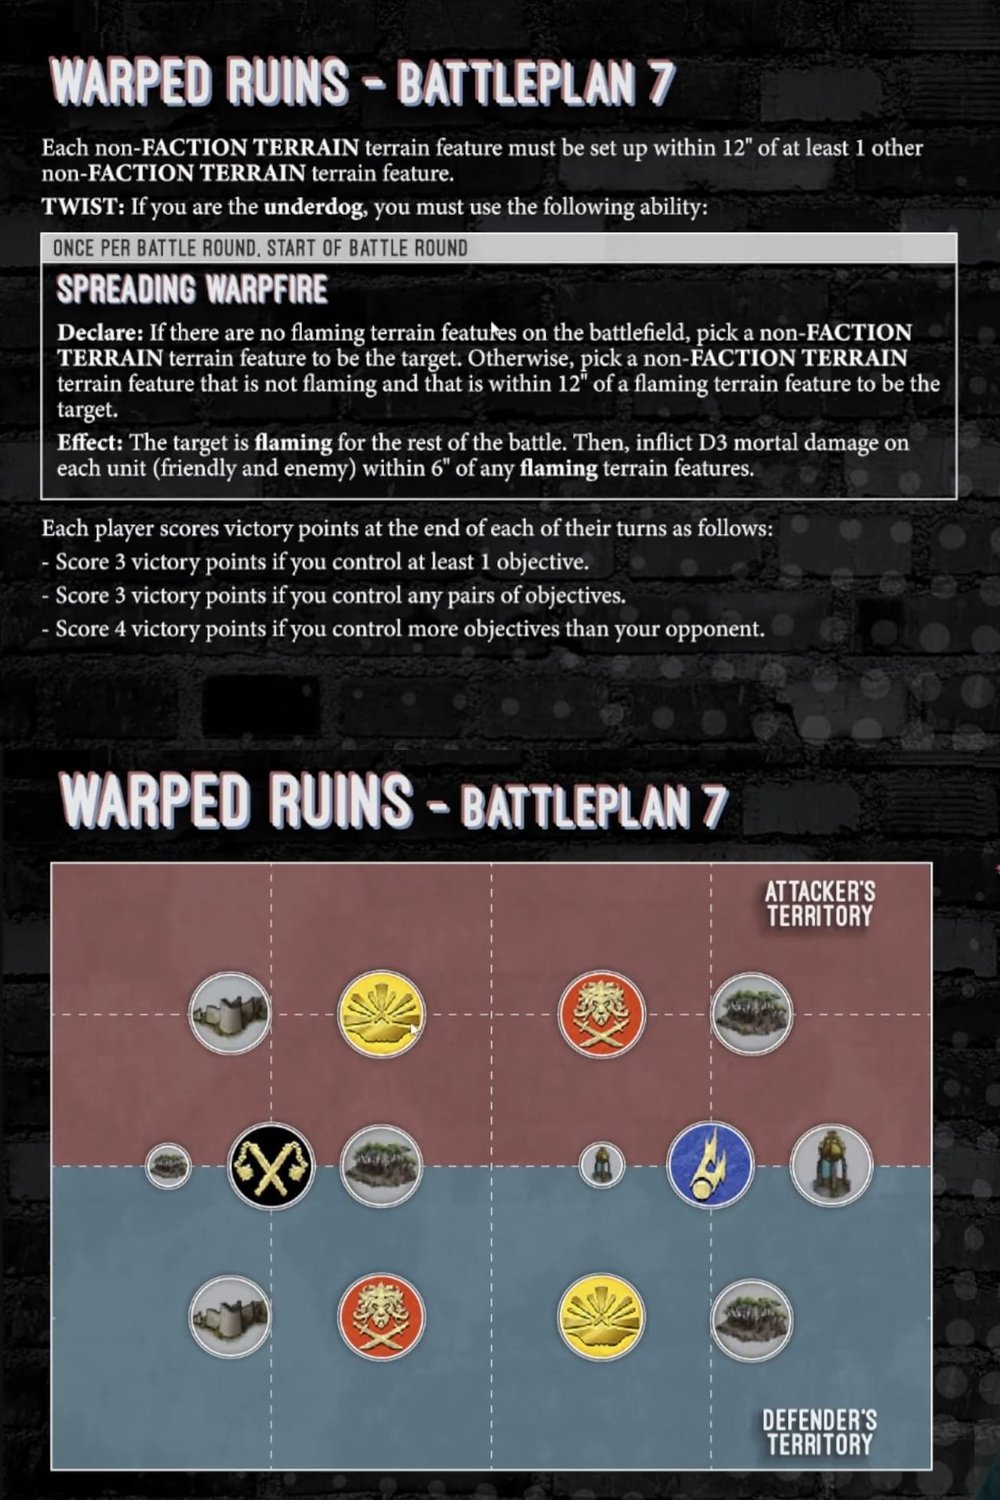 WARPED RUINS - BATTLEPLAN 7
Each non-FACTION TERRAIN terrain feature must be set up within 12" of at least 1 other
non-FACTION TERRAIN terrain feature.
TWIST: If you are the underdog, you must use the following ability:
ONCE PER BATTLE ROUND, START OF BATTLE ROUND
SPREADING WARPFIRE
Declare: If there are no flaming terrain features on the battlefield, pick a non-FACTION
TERRAIN terrain feature to be the target. Otherwise, pick a non-FACTION TERRAIN
terrain feature that is not flaming and that is within 12" of a flaming terrain feature to be the
target.
Effect: The target is flaming for the rest of the battle. Then, inflict D3 mortal damage on
each unit (friendly and enemy) within 6" of any flaming terrain features.
Each player scores victory points at the end of each of their turns as follows:
- Score 3 victory points if you control at least 1 objective.
- Score 3 victory points if you control any pairs of objectives.
- Score 4 victory points if you control more objectives than your opponent.
WARPED RUINS - BATTLEPLAN 7
ATTACKER'S
TERRITORY
DEFENDER'S
TERRITORY